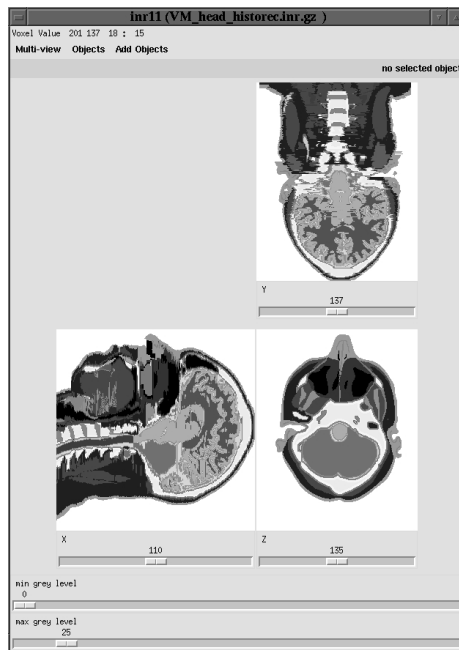 inr11 (VM_head_historec.inr.gz)
Voxel Value 201 137 18 : 15
Multi-view Objects Add Objects
no selected object
Y
137
X
110
Z
135
min grey level
0
max grey level
25